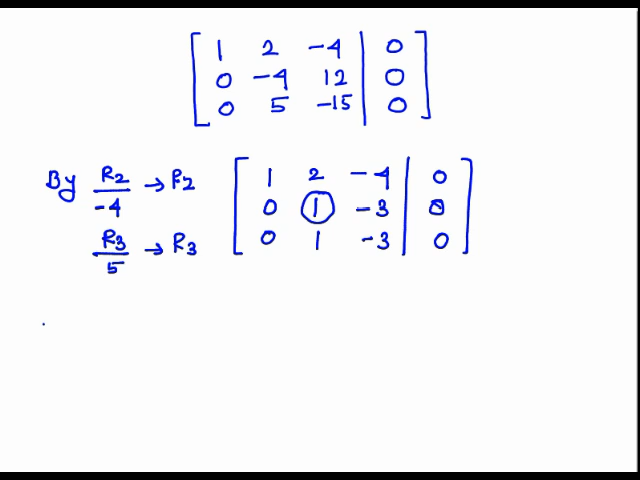 1 2 -4 | 0
0 -4 12 | 0
0 5 -15 | 0
By R2/-4 → R2 1 2 -4 | 0
0 1 -3 | 0
R3/5 → R3 0 1 -3 | 0